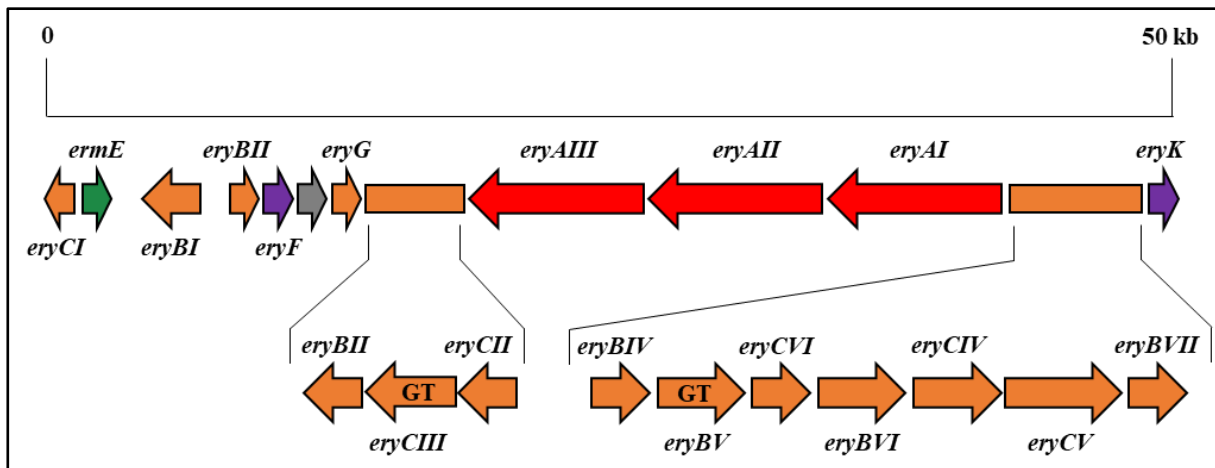 0 50 kb
ermE eryBII eryG eryAIII eryAII eryAI eryK
eryCI eryBI eryF
eryBII eryCII eryBIV eryCVI eryCIV eryBVII
GT GT
eryCIII eryBV eryBVI eryCV